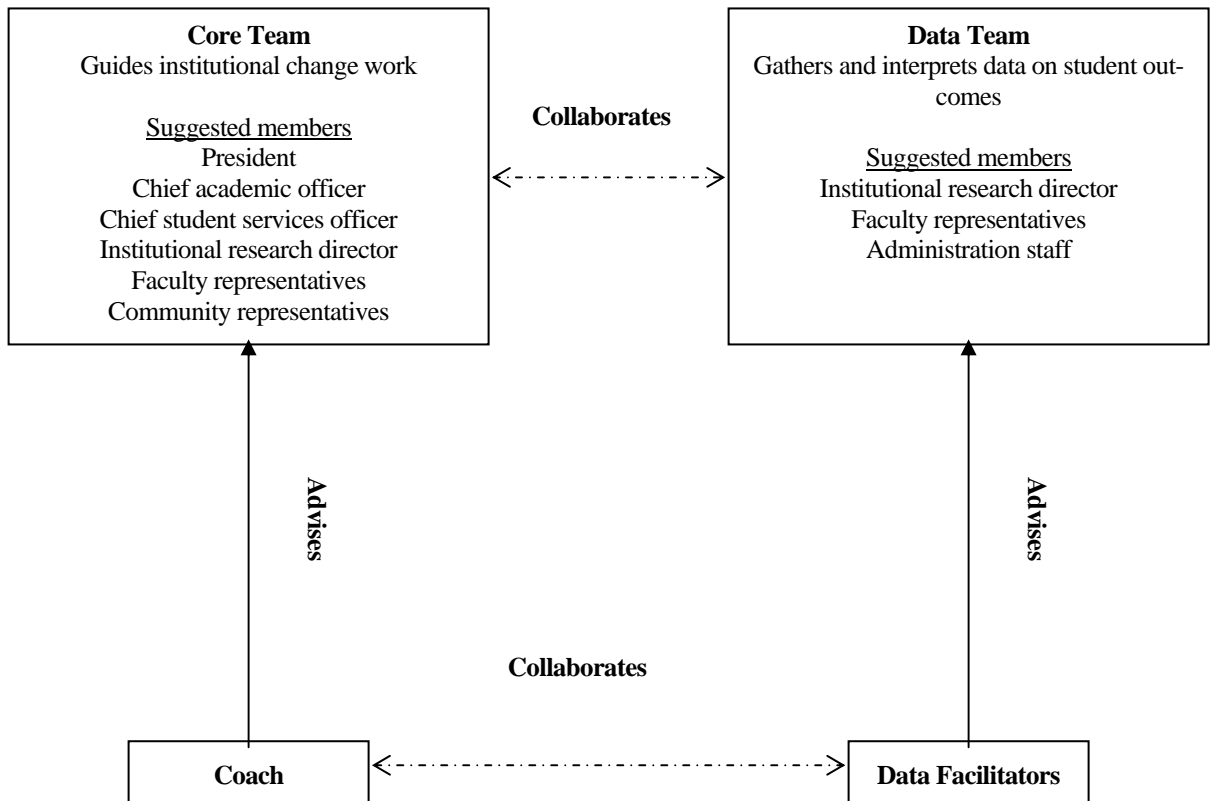 Core Team
Guides institutional change work
Suggested members
President
Chief academic officer
Chief student services officer
Institutional research director
Faculty representatives
Community representatives
Collaborates
Data Team
Gathers and interprets data on student out-
comes
Suggested members
Institutional research director
Faculty representatives
Administration staff
Advises
Advises
Collaborates
Coach
Data Facilitators